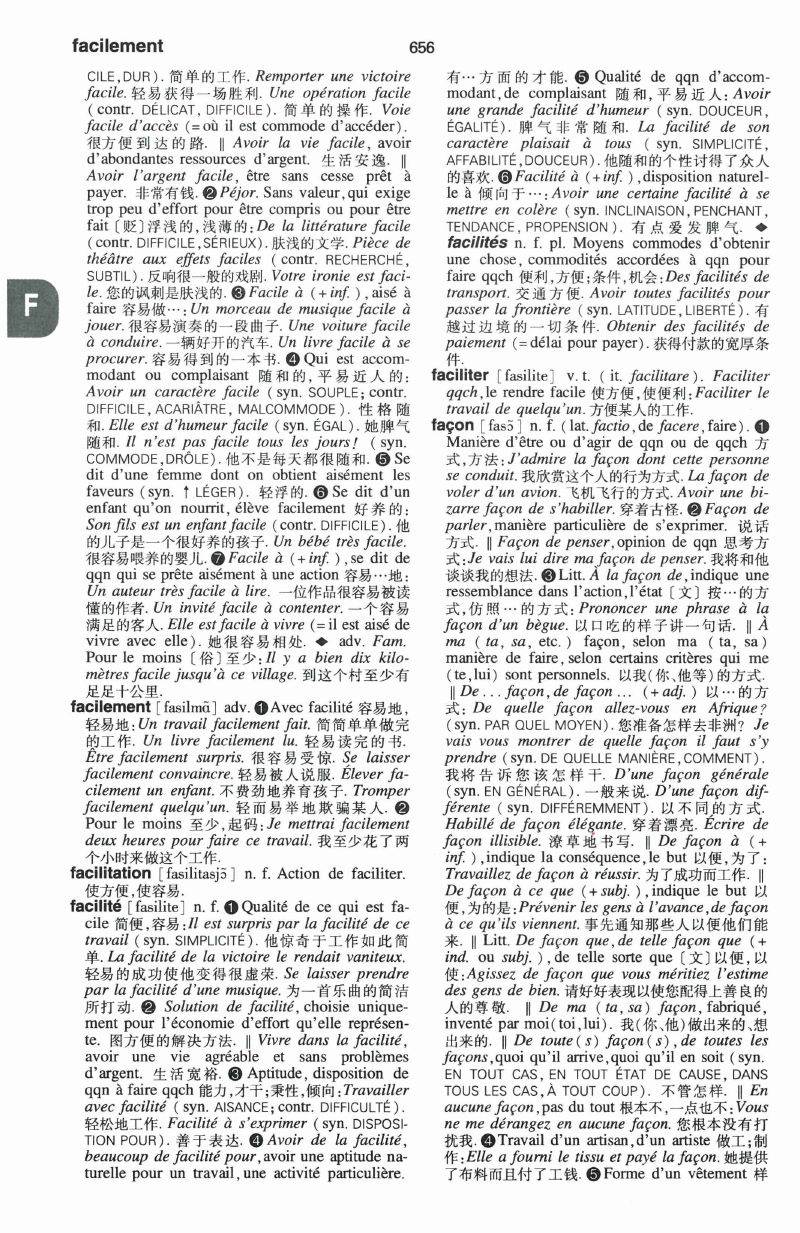 facilement
656
CILE,DUR). 简单的工作. Remporter une victoire
facile. 轻易获得一场胜利. Une opération facile
(contr. DÉLICAT, DIFFICILE). 简单的操作. Voie
facile d'accès (=où il est commode d'accéder).
很方便到达的路. ‖ Avoir la vie facile, avoir
d'abondantes ressources d'argent. 生活安逸. ‖
Avoir l'argent facile, être sans cesse prêt à
payer. 非常有钱. ❷ Péjor. Sans valeur, qui exige
trop peu d'effort pour être compris ou pour être
fait〔贬〕浮浅的,浅薄的: De la littérature facile
(contr. DIFFICILE, SÉRIEUX). 肤浅的文学. Pièce de
théâtre aux effets faciles (contr. RECHERCHÉ,
SUBTIL). 反响很一般的戏剧. Votre ironie est faci-
le. 您的讽刺是肤浅的. ❸ Facile à (+inf.), aisé à
faire 容易做…: Un morceau de musique facile à
jouer. 很容易演奏的一段曲子. Une voiture facile
à conduire. 一辆好开的汽车. Un livre facile à se
procurer. 容易得到的一本书. ❹ Qui est accom-
modant ou complaisant 随和的, 平易近人的:
Avoir un caractère facile (syn. SOUPLE; contr.
DIFFICILE, ACARIÂTRE, MALCOMMODE). 性格随
和. Elle est d'humeur facile (syn. ÉGAL). 她脾气
随和. Il n'est pas facile tous les jours! (syn.
COMMODE, DRÔLE). 他不是每天都很随和. ❺ Se
dit d'une femme dont on obtient aisément les
faveurs (syn. ↑ LÉGER). 轻浮的. ❻ Se dit d'un
enfant qu'on nourrit, élève facilement 好养的:
Son fils est un enfant facile (contr. DIFFICILE). 他
的儿子是一个很好养的孩子. Un bébé très facile.
很容易喂养的婴儿. ❼ Facile à (+inf.), se dit de
qqn qui se prête aisément à une action 容易…地:
Un auteur très facile à lire. 一位作品很容易被读
懂的作者. Un invité facile à contenter. 一个容易
满足的客人. Elle est facile à vivre (=il est aisé de
vivre avec elle). 她很容易相处. ◆ adv. Fam.
Pour le moins〔俗〕至少: Il y a bien dix kilo-
mètres facile jusqu'à ce village. 到这个村至少有
足足十公里.
facilement [fasilmɑ̃] adv. ❶ Avec facilité 容易地,
轻易地: Un travail facilement fait. 简简单单做完
的工作. Un livre facilement lu. 轻易读完的书.
Être facilement surpris. 很容易受惊. Se laisser
facilement convaincre. 轻易被人说服. Élever fa-
cilement un enfant. 不费劲地养育孩子. Tromper
facilement quelqu'un. 轻而易举地欺骗某人. ❷
Pour le moins 至少,起码: Je mettrai facilement
deux heures pour faire ce travail. 我至少花了两
个小时来做这个工作.
facilitation [fasilitasjɔ̃] n. f. Action de faciliter.
使方便,使容易.
facilité [fasilite] n. f. ❶ Qualité de ce qui est fa-
cile 简便,容易: Il est surpris par la facilité de ce
travail (syn. SIMPLICITÉ). 他惊奇于工作如此简
单. La facilité de la victoire le rendait vaniteux.
轻易的成功使他变得很虚荣. Se laisser prendre
par la facilité d'une musique. 为一首乐曲的简洁
所打动. ❷ Solution de facilité, choisie unique-
ment pour l'économie d'effort qu'elle représen-
te. 图方便的解决方法. ‖ Vivre dans la facilité,
avoir une vie agréable et sans problèmes
d'argent. 生活宽裕. ❸ Aptitude, disposition de
qqn à faire qqch 能力,才干;秉性,倾向: Travailler
avec facilité (syn. AISANCE; contr. DIFFICULTÉ).
轻松地工作. Facilité à s'exprimer (syn. DISPOSI-
TION POUR). 善于表达. ❹ Avoir de la facilité,
beaucoup de facilité pour, avoir une aptitude na-
turelle pour un travail, une activité particulière.
有…方面的才能. ❺ Qualité de qqn d'accom-
modant, de complaisant 随和, 平易近人: Avoir
une grande facilité d'humeur (syn. DOUCEUR,
ÉGALITÉ). 脾气非常随和. La facilité de son
caractère plaisait à tous (syn. SIMPLICITÉ,
AFFABILITÉ, DOUCEUR). 他随和的个性讨得了众人
的喜欢. ❻ Facilité à (+inf.), disposition naturel-
le à 倾向于…: Avoir une certaine facilité à se
mettre en colère (syn. INCLINAISON, PENCHANT,
TENDANCE, PROPENSION). 有点爱发脾气. ◆
facilités n. f. pl. Moyens commodes d'obtenir
une chose, commodités accordées à qqn pour
faire qqch 便利,方便;条件,机会: Des facilités de
transport. 交通方便. Avoir toutes facilités pour
passer la frontière (syn. LATITUDE, LIBERTÉ). 有
越过边境的一切条件. Obtenir des facilités de
paiement (=délai pour payer). 获得付款的宽厚条
件.
faciliter [fasilite] v. t. (it. facilitare). Faciliter
qqch, le rendre facile 使方便,使便利: Faciliter le
travail de quelqu'un. 方便某人的工作.
façon [fasɔ̃] n. f. (lat. factio, de facere, faire). ❶
Manière d'être ou d'agir de qqn ou de qqch 方
式,方法: J'admire la façon dont cette personne
se conduit. 我欣赏这个人的行为方式. La façon de
voler d'un avion. 飞机飞行的方式. Avoir une bi-
zarre façon de s'habiller. 穿着古怪. ❷ Façon de
parler, manière particulière de s'exprimer. 说话
方式. ‖ Façon de penser, opinion de qqn 思考方
式: Je vais lui dire ma façon de penser. 我将和他
谈谈我的想法. ❸ Litt. À la façon de, indique une
ressemblance dans l'action, l'état〔文〕按…的方
式,仿照…的方式: Prononcer une phrase à la
façon d'un bègue. 以口吃的样子讲一句话. ‖ À
ma (ta, sa, etc.) façon, selon ma (ta, sa)
manière de faire, selon certains critères qui me
(te, lui) sont personnels. 以我(你、他等)的方式.
‖ De... façon, de façon... (+adj.) 以…的方
式: De quelle façon allez-vous en Afrique?
(syn. PAR QUEL MOYEN). 您准备怎样去非洲? Je
vais vous montrer de quelle façon il faut s'y
prendre (syn. DE QUELLE MANIÈRE, COMMENT).
我将告诉您该怎样干. D'une façon générale
(syn. EN GÉNÉRAL). 一般来说. D'une façon dif-
férente (syn. DIFFÉREMMENT). 以不同的方式.
Habillé de façon élégante. 穿着漂亮. Écrire de
façon illisible. 潦草地书写. ‖ De façon à (+
inf.), indique la conséquence, le but 以便,为了:
Travaillez de façon à réussir. 为了成功而工作. ‖
De façon à ce que (+subj.), indique le but 以
便,为的是: Prévenir les gens à l'avance, de façon
à ce qu'ils viennent. 事先通知那些人以便他们能
来. ‖ Litt. De façon que, de telle façon que (+
ind. ou subj.), de telle sorte que〔文〕以便,以
使: Agissez de façon que vous méritiez l'estime
des gens de bien. 请好好表现以使您配得上善良的
人的尊敬. ‖ De ma (ta, sa) façon, fabriqué,
inventé par moi(toi, lui). 我(你、他)做出来的、想
出来的. ‖ De toute(s) façon(s), de toutes les
façons, quoi qu'il arrive, quoi qu'il en soit (syn.
EN TOUT CAS, EN TOUT ÉTAT DE CAUSE, DANS
TOUS LES CAS, À TOUT COUP). 不管怎样. ‖ En
aucune façon, pas du tout 根本不,一点也不: Vous
ne me dérangez en aucune façon. 您根本没有打
扰我. ❹ Travail d'un artisan, d'un artiste 做工;制
作: Elle a fourni le tissu et payé la façon. 她提供
了布料而且付了工钱. ❺ Forme d'un vêtement 样
F